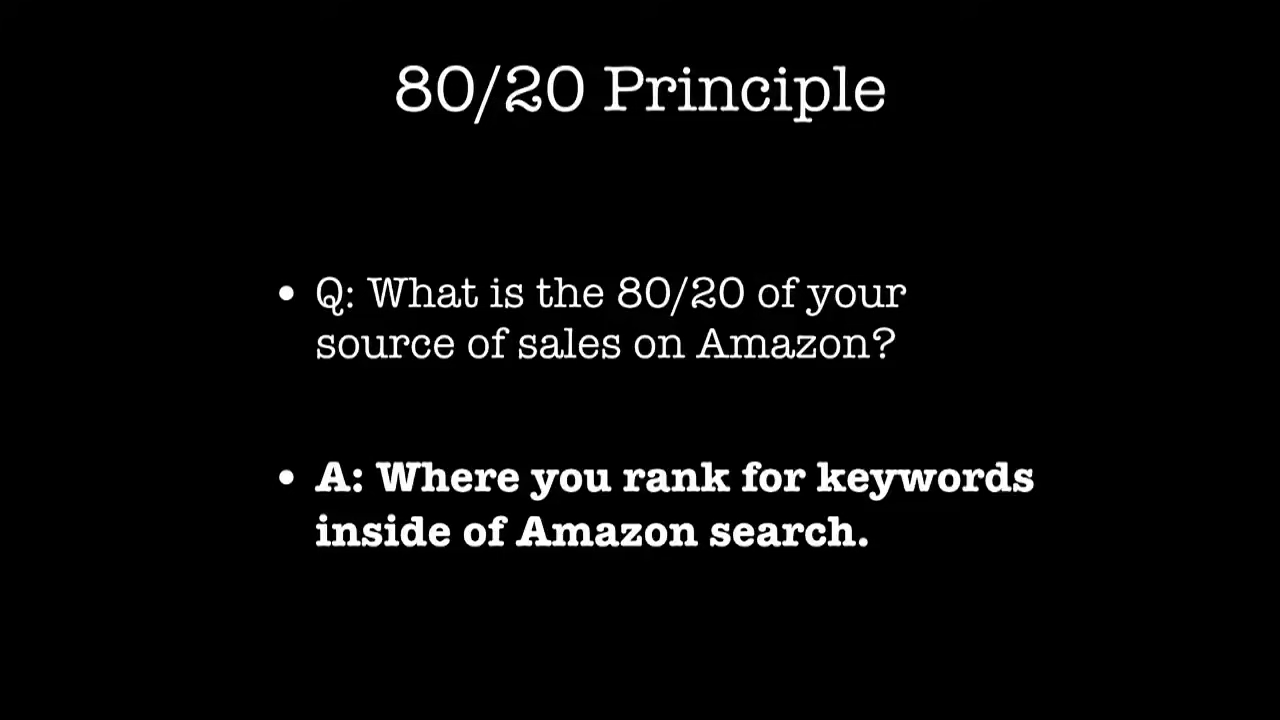 80/20 Principle
• Q: What is the 80/20 of your
source of sales on Amazon?
• A: Where you rank for keywords
inside of Amazon search.